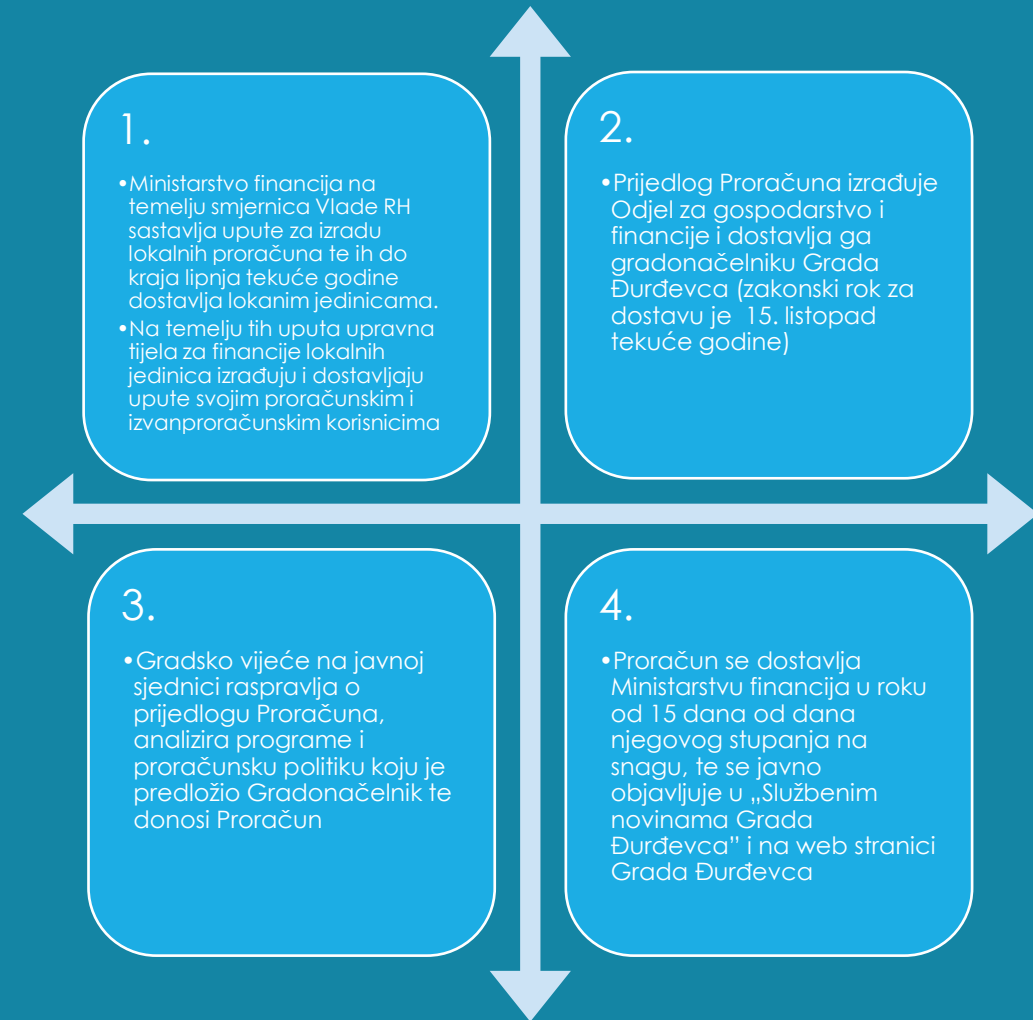 1.
•Ministarstvo financija na
temelju smjernica Vlade RH
sastavlja upute za izradu
lokalnih proračuna te ih do
kraja lipnja tekuće godine
dostavlja lokanim jedinicama.
•Na temelju tih uputa upravna
tijela za financije lokalnih
jedinica izrađuju i dostavljaju
upute svojim proračunskim i
izvanproračunskim korisnicima
2.
•Prijedlog Proračuna izrađuje
Odjel za gospodarstvo i
financije i dostavlja ga
gradonačelniku Grada
Đurđevca (zakonski rok za
dostavu je 15. listopad
tekuće godine)
3.
•Gradsko vijeće na javnoj
sjednici raspravlja o
prijedlogu Proračuna,
analizira programe i
proračunsku politiku koju je
predložio Gradonačelnik te
donosi Proračun
4.
•Proračun se dostavlja
Ministarstvu financija u roku
od 15 dana od dana
njegovog stupanja na
snagu, te se javno
objavljuje u „Službenim
novinama Grada
Đurđevca” i na web stranici
Grada Đurđevca